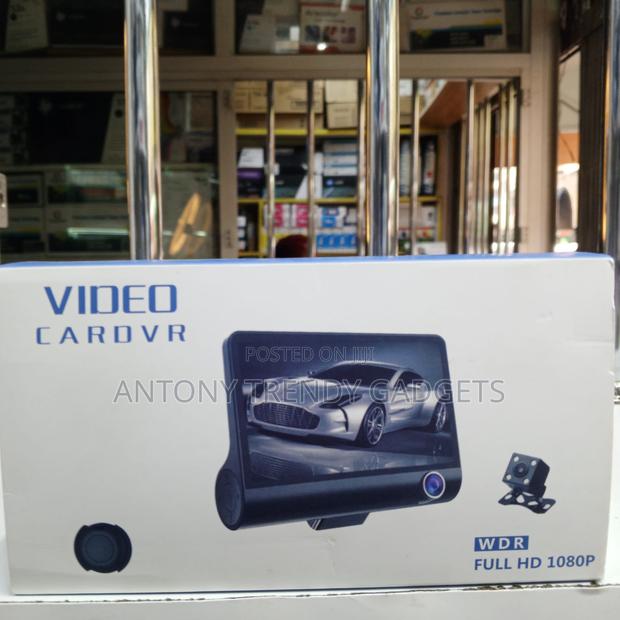 VIDEO
CARDVR
POSTED ON JIJI
ANTONY TRENDY GADGETS
WDR
FULL HD 1080P